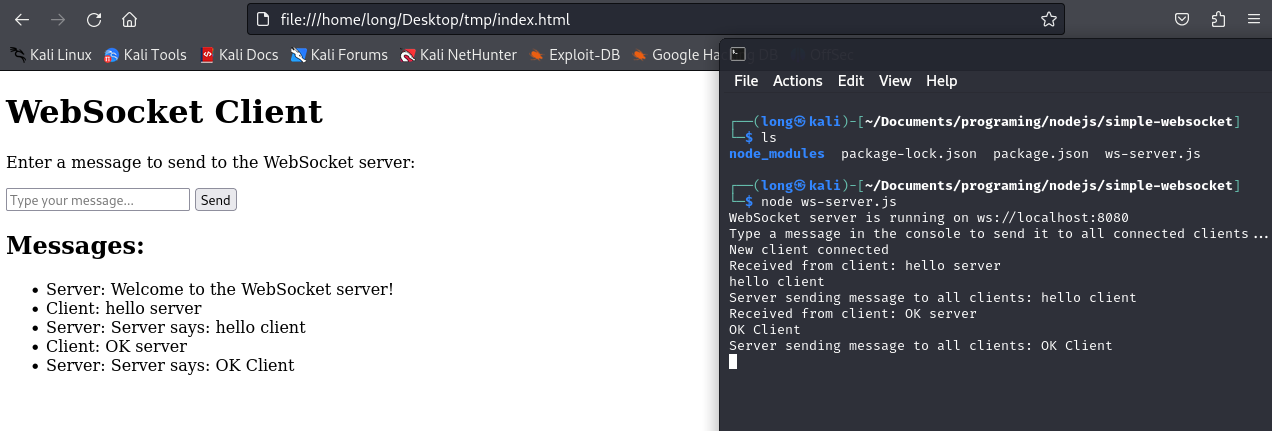 file:///home/long/Desktop/tmp/index.html
Kali Linux Kali Tools Kali Docs Kali Forums Kali NetHunter Exploit-DB Google Ha DB OffSec
WebSocket Client
Enter a message to send to the WebSocket server:
Type your message... Send
Messages:
• Server: Welcome to the WebSocket server!
• Client: hello server
• Server: Server says: hello client
• Client: OK server
• Server: Server says: OK Client
File Actions Edit View Help
┌──(long㉿kali)-[~/Documents/programing/nodejs/simple-websocket]
└─$ ls
node_modules package-lock.json package.json ws-server.js
┌──(long㉿kali)-[~/Documents/programing/nodejs/simple-websocket]
└─$ node ws-server.js
WebSocket server is running on ws://localhost:8080
Type a message in the console to send it to all connected clients...
New client connected
Received from client: hello server
hello client
Server sending message to all clients: hello client
Received from client: OK server
OK Client
Server sending message to all clients: OK Client